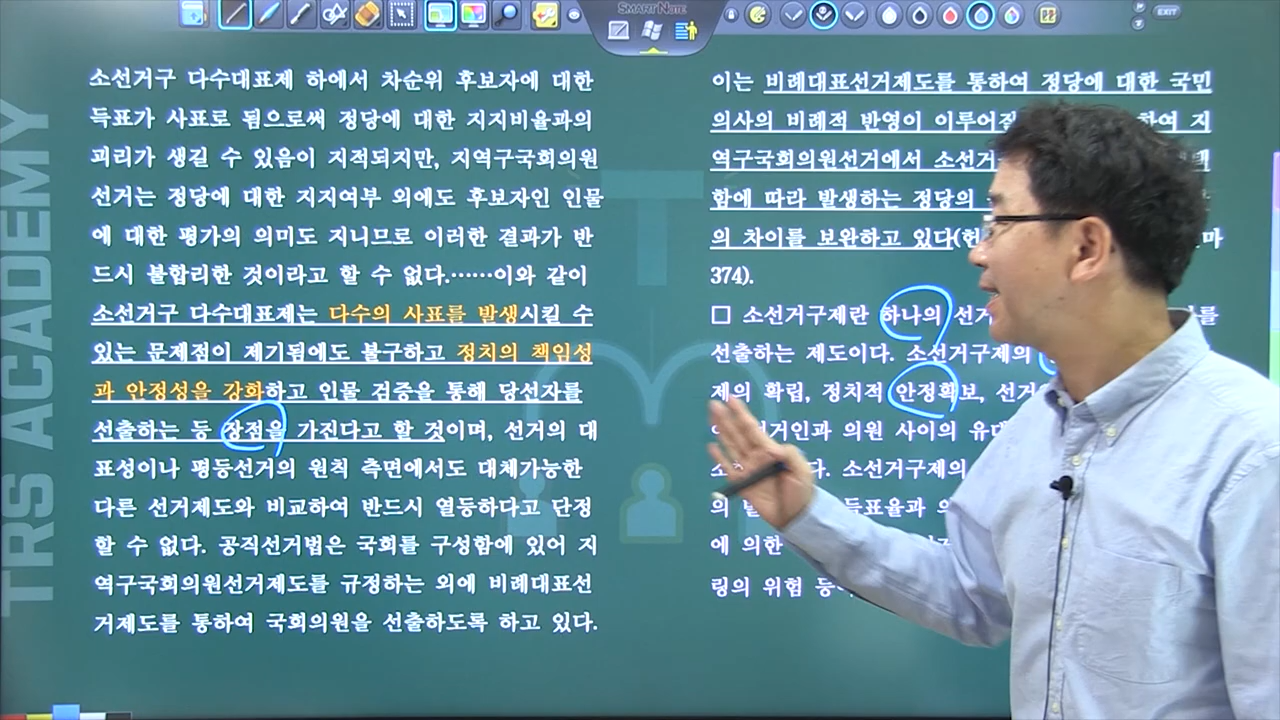 SMARTNOTE
EXIT
TRS ACADEMY
소선거구 다수대표제 하에서 차순위 후보자에 대한
득표가 사표로 됨으로써 정당에 대한 지지비율과의
괴리가 생길 수 있음이 지적되지만, 지역구국회의원
선거는 정당에 대한 지지여부 외에도 후보자인 인물
에 대한 평가의 의미도 지니므로 이러한 결과가 반
드시 불합리한 것이라고 할 수 없다.……이와 같이
소선거구 다수대표제는 다수의 사표를 발생시킬 수
있는 문제점이 제기됨에도 불구하고 정치의 책임성
과 안정성을 강화하고 인물 검증을 통해 당선자를
선출하는 등 장점을 가진다고 할 것이며, 선거의 대
표성이나 평등선거의 원칙 측면에서도 대체가능한
다른 선거제도와 비교하여 반드시 열등하다고 단정
할 수 없다. 공직선거법은 국회를 구성함에 있어 지
역구국회의원선거제도를 규정하는 외에 비례대표선
거제도를 통하여 국회의원을 선출하도록 하고 있다.
이는 비례대표선거제도를 통하여 정당에 대한 국민
의사의 비례적 반영이 이루어 지
역구국회의원선거에서
함에 따라 발생하는 정당의
의 차이를 보완하고 있다(헌 마
374).
□ 소선거구제란 하나의 를
선출하는 제도이다. 소선거구제의
제의 확립, 정치적 안정확보,
의원 사이의
소선거구제의
의
에 의한
링의 위험